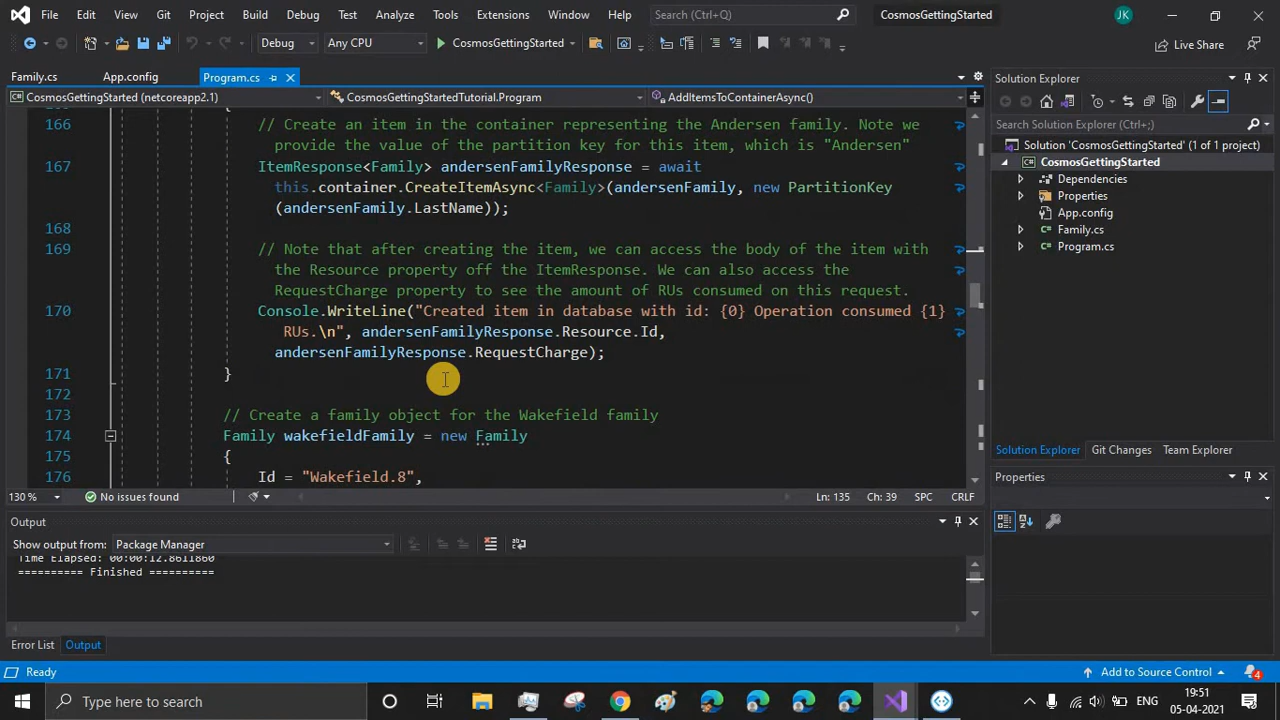 File Edit View Git Project Build Debug Test Analyze Tools Extensions Window Help Search (Ctrl+Q) CosmosGettingStarted JK
Debug Any CPU CosmosGettingStarted Live Share
Family.cs App.config Program.cs
CosmosGettingStarted (netcoreapp2.1) CosmosGettingStartedTutorial.Program AddItemsToContainerAsync()
166 // Create an item in the container representing the Andersen family. Note we
provide the value of the partition key for this item, which is "Andersen"
167 ItemResponse<Family> andersenFamilyResponse = await
this.container.CreateItemAsync<Family>(andersenFamily, new PartitionKey
(andersenFamily.LastName));
168
169 // Note that after creating the item, we can access the body of the item with
the Resource property off the ItemResponse. We can also access the
RequestCharge property to see the amount of RUs consumed on this request.
170 Console.WriteLine("Created item in database with id: {0} Operation consumed {1}
RUs.\n", andersenFamilyResponse.Resource.Id,
andersenFamilyResponse.RequestCharge);
171 }
172
173 // Create a family object for the Wakefield family
174 Family wakefieldFamily = new Family
175 {
176 Id = "Wakefield.8",
130 % No issues found Ln: 135 Ch: 39 SPC CRLF
Output
Show output from: Package Manager
Time Elapsed: 00:00:12.8611860
========== Finished ==========
Error List Output
Solution Explorer
Search Solution Explorer (Ctrl+;)
Solution 'CosmosGettingStarted' (1 of 1 project)
CosmosGettingStarted
Dependencies
Properties
App.config
Family.cs
Program.cs
Solution Explorer Git Changes Team Explorer
Properties
Ready Add to Source Control 4
Type here to search ENG 19:51
05-04-2021